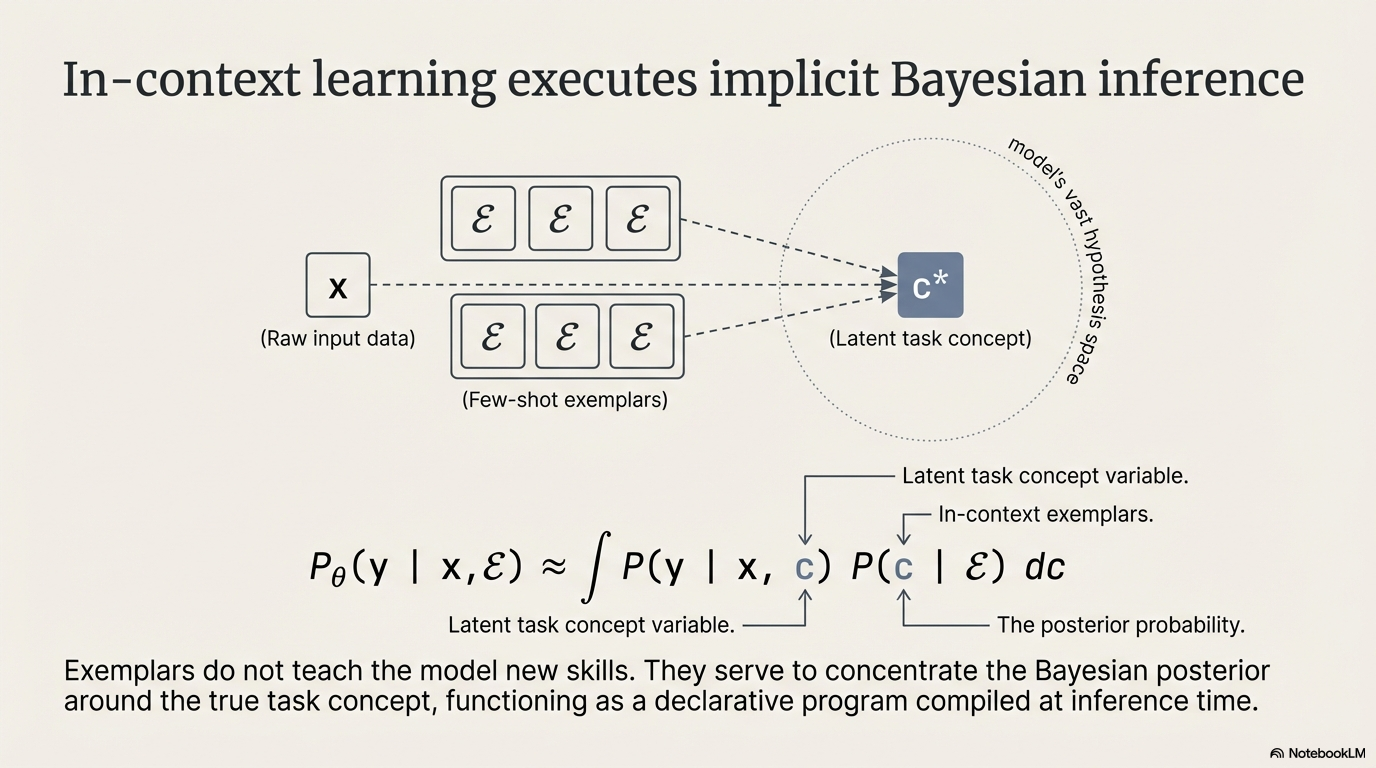 In-context learning executes implicit Bayesian inference
model's vast hypothesis space
ℰ ℰ ℰ
x
c*
(Raw input data)
(Latent task concept)
ℰ ℰ ℰ
(Few-shot exemplars)
Latent task concept variable.
In-context exemplars.
P_θ(y | x,ℰ) ≈ ∫ P(y | x, c) P(c | ℰ) dc
Latent task concept variable.
The posterior probability.
Exemplars do not teach the model new skills. They serve to concentrate the Bayesian posterior
around the true task concept, functioning as a declarative program compiled at inference time.
NotebookLM